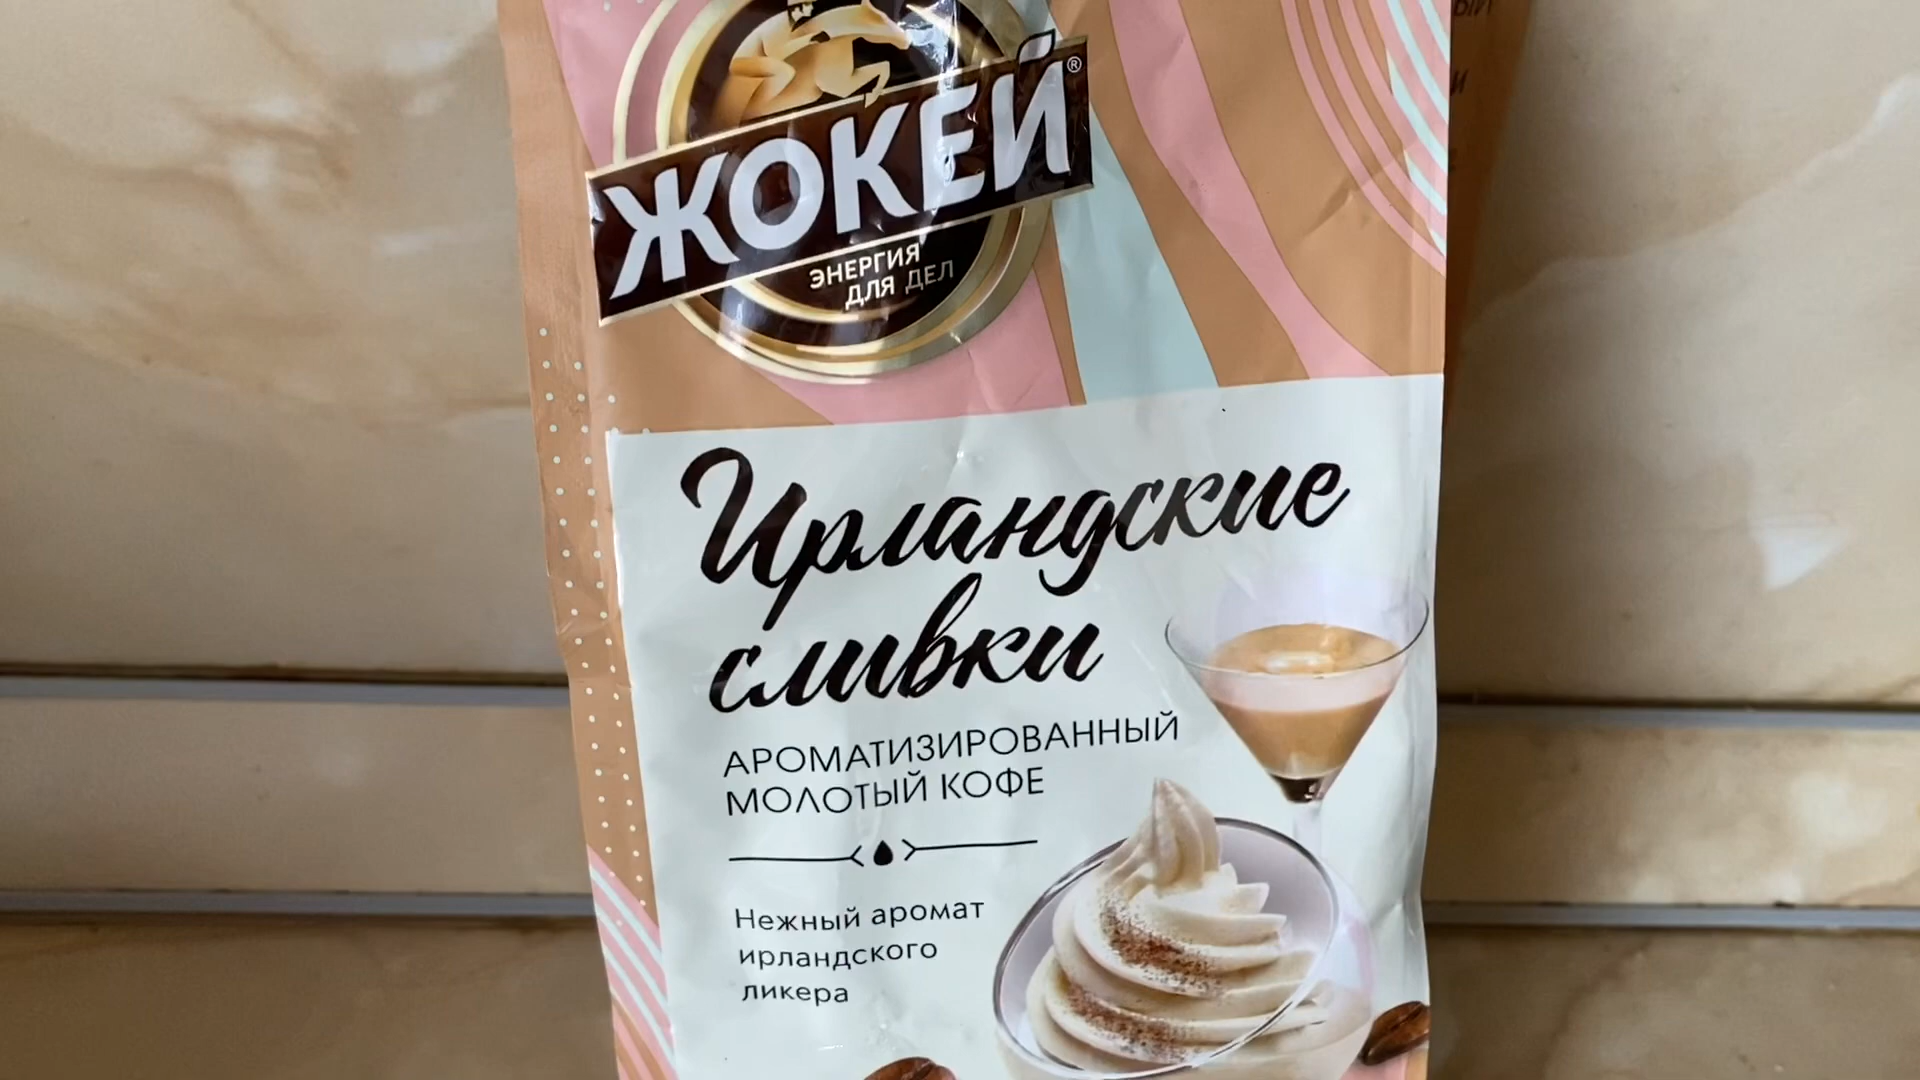 ЖОКЕЙ®
ЭНЕРГИЯ
ДЛЯ ДЕЛ
Ирландские
сливки
АРОМАТИЗИРОВАННЫЙ
МОЛОТЫЙ КОФЕ
Нежный аромат
ирландского
ликера